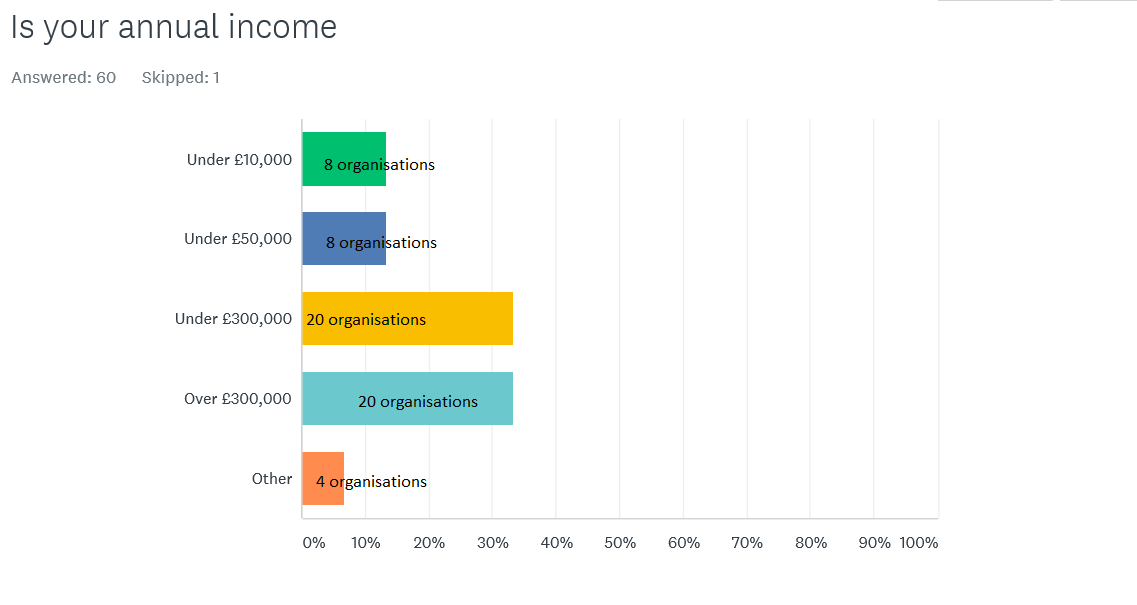 Is your annual income
Answered: 60 Skipped: 1
Under £10,000 8 organisations
Under £50,000 8 organisations
Under £300,000 20 organisations
Over £300,000 20 organisations
Other 4 organisations
0% 10% 20% 30% 40% 50% 60% 70% 80% 90% 100%